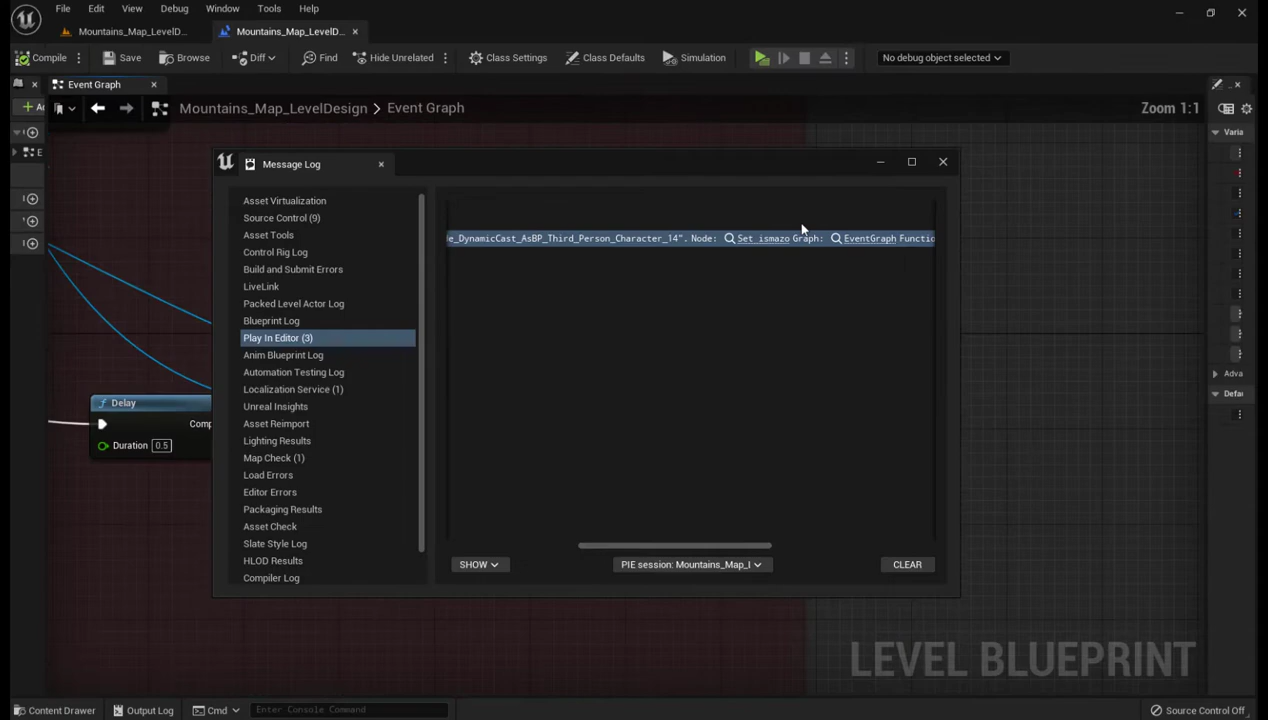 File Edit View Debug Window Tools Help
Mountains_Map_LevelD... Mountains_Map_LevelD...
Compile Save Browse Diff Find Hide Unrelated Class Settings Class Defaults Simulation No debug object selected
Event Graph
Mountains_Map_LevelDesign > Event Graph Zoom 1:1
Varia
Message Log
Asset Virtualization
Source Control (9)
Asset Tools
Control Rig Log
Build and Submit Errors
LiveLink
Packed Level Actor Log
Blueprint Log
Play In Editor (3)
Anim Blueprint Log
Automation Testing Log
Localization Service (1)
Unreal Insights
Asset Reimport
Lighting Results
Map Check (1)
Load Errors
Editor Errors
Packaging Results
Asset Check
Slate Style Log
HLOD Results
Compiler Log
e_DynamicCast_AsBP_Third_Person_Character_14". Node: Set ismazo Graph: EventGraph Functio
SHOW PIE session: Mountains_Map_l CLEAR
Delay
Comp
Duration 0.5
Adva
Defau
LEVEL BLUEPRINT
Content Drawer Output Log Cmd Enter Console Command Source Control Off